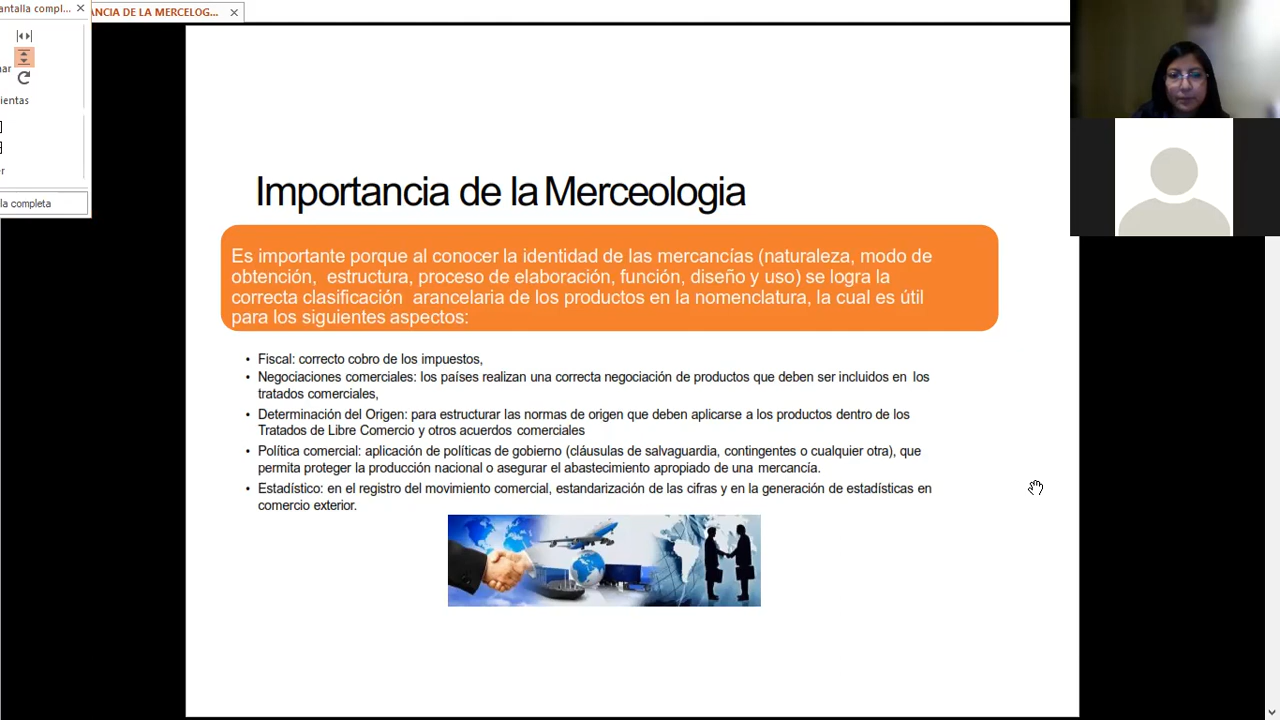 antalla compl...
ANCIA DE LA MERCEOLOG...
ar
ientas
r
la completa
Importancia de la Merceologia
Es importante porque al conocer la identidad de las mercancías (naturaleza, modo de
obtención, estructura, proceso de elaboración, función, diseño y uso) se logra la
correcta clasificación arancelaria de los productos en la nomenclatura, la cual es útil
para los siguientes aspectos:
• Fiscal: correcto cobro de los impuestos,
• Negociaciones comerciales: los países realizan una correcta negociación de productos que deben ser incluidos en los
tratados comerciales,
• Determinación del Origen: para estructurar las normas de origen que deben aplicarse a los productos dentro de los
Tratados de Libre Comercio y otros acuerdos comerciales
• Política comercial: aplicación de políticas de gobierno (cláusulas de salvaguardia, contingentes o cualquier otra), que
permita proteger la producción nacional o asegurar el abastecimiento apropiado de una mercancía.
• Estadístico: en el registro del movimiento comercial, estandarización de las cifras y en la generación de estadísticas en
comercio exterior.